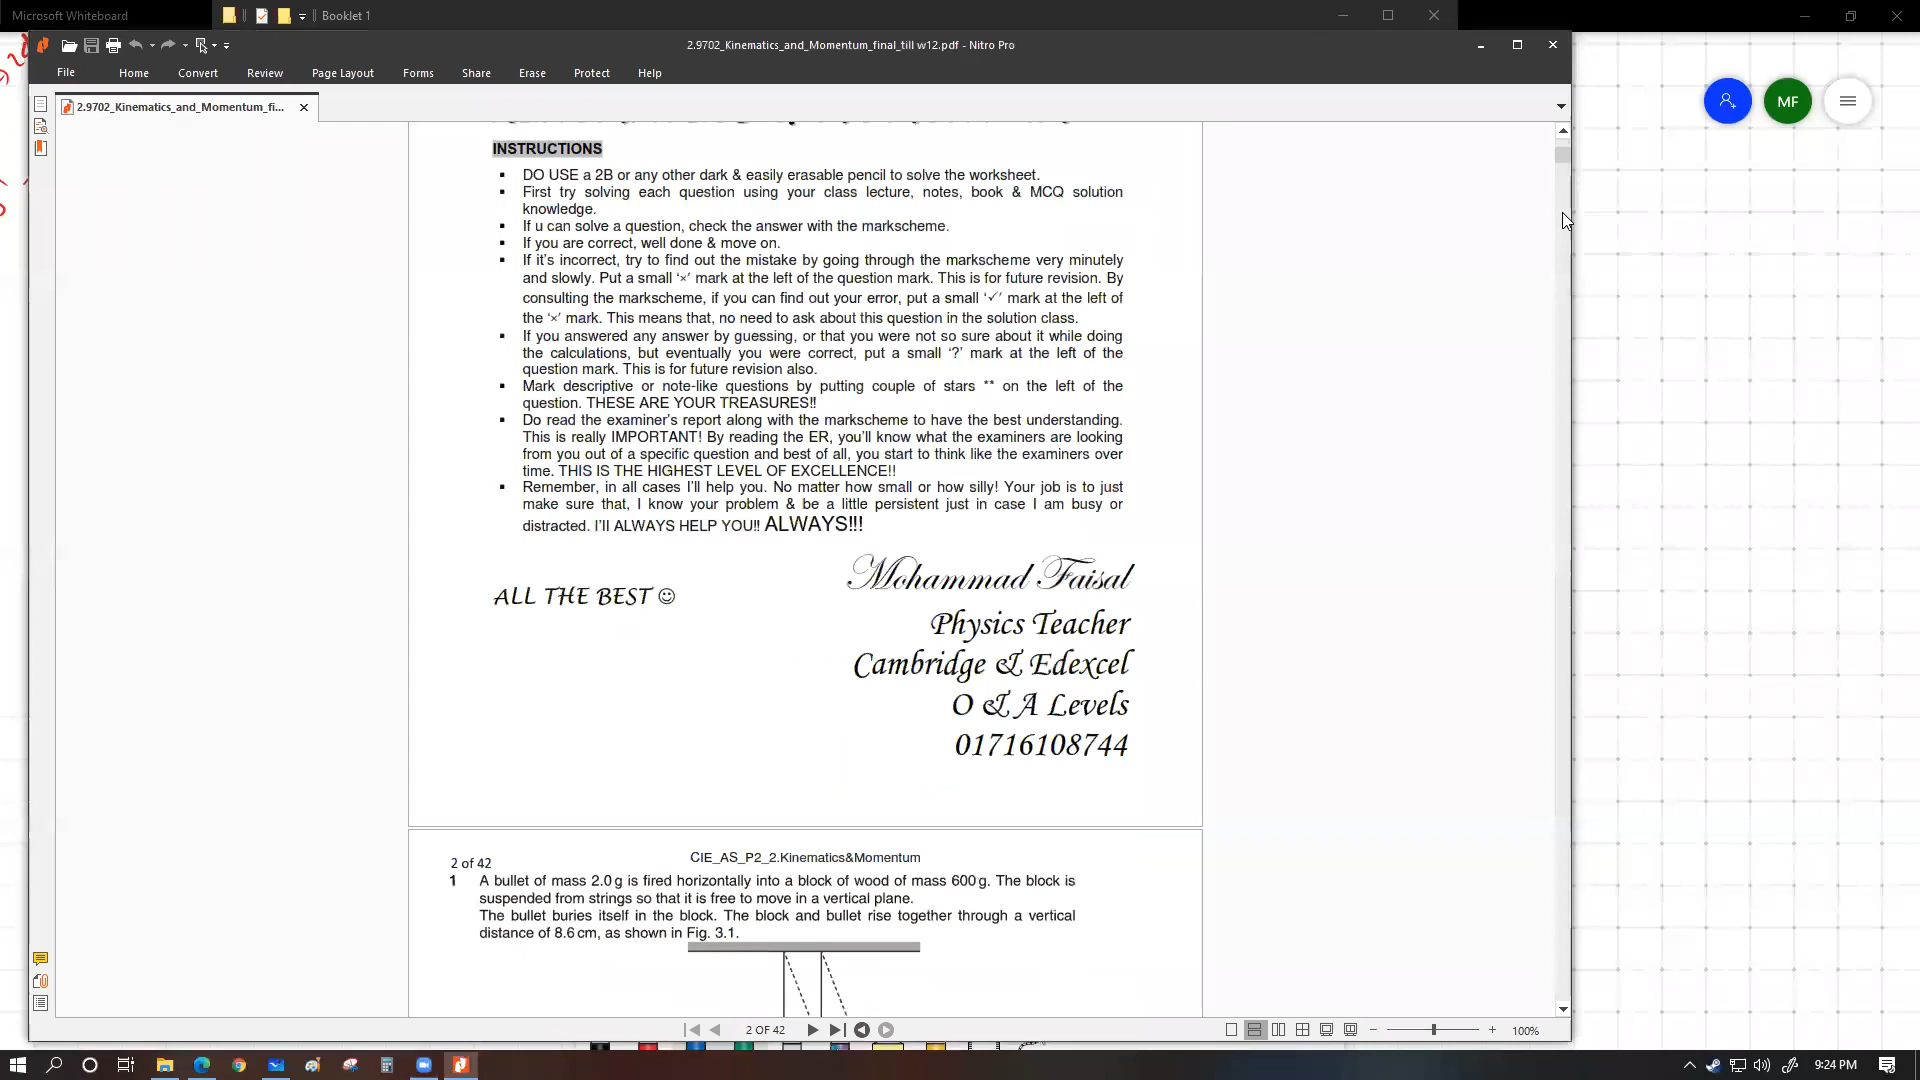 Microsoft Whiteboard
Booklet 1
2.9702_Kinematics_and_Momentum_final_till w12.pdf - Nitro Pro
File Home Convert Review Page Layout Forms Share Erase Protect Help
2.9702_Kinematics_and_Momentum_fi...
MF
INSTRUCTIONS
▪ DO USE a 2B or any other dark & easily erasable pencil to solve the worksheet.
▪ First try solving each question using your class lecture, notes, book & MCQ solution
knowledge.
▪ If u can solve a question, check the answer with the markscheme.
▪ If you are correct, well done & move on.
▪ If it's incorrect, try to find out the mistake by going through the markscheme very minutely
and slowly. Put a small ‘×’ mark at the left of the question mark. This is for future revision. By
consulting the markscheme, if you can find out your error, put a small ‘✓’ mark at the left of
the ‘×’ mark. This means that, no need to ask about this question in the solution class.
▪ If you answered any answer by guessing, or that you were not so sure about it while doing
the calculations, but eventually you were correct, put a small ‘?’ mark at the left of the
question mark. This is for future revision also.
▪ Mark descriptive or note-like questions by putting couple of stars ** on the left of the
question. THESE ARE YOUR TREASURES!!
▪ Do read the examiner's report along with the markscheme to have the best understanding.
This is really IMPORTANT! By reading the ER, you'll know what the examiners are looking
from you out of a specific question and best of all, you start to think like the examiners over
time. THIS IS THE HIGHEST LEVEL OF EXCELLENCE!!
▪ Remember, in all cases I'll help you. No matter how small or how silly! Your job is to just
make sure that, I know your problem & be a little persistent just in case I am busy or
distracted. I'll ALWAYS HELP YOU!! ALWAYS!!!
Mohammad Faisal
ALL THE BEST ☺
Physics Teacher
Cambridge & Edexcel
O & A Levels
01716108744
CIE_AS_P2_2.Kinematics&Momentum
2 of 42
1 A bullet of mass 2.0 g is fired horizontally into a block of wood of mass 600 g. The block is
suspended from strings so that it is free to move in a vertical plane.
The bullet buries itself in the block. The block and bullet rise together through a vertical
distance of 8.6 cm, as shown in Fig. 3.1.
2 OF 42
100%
9:24 PM